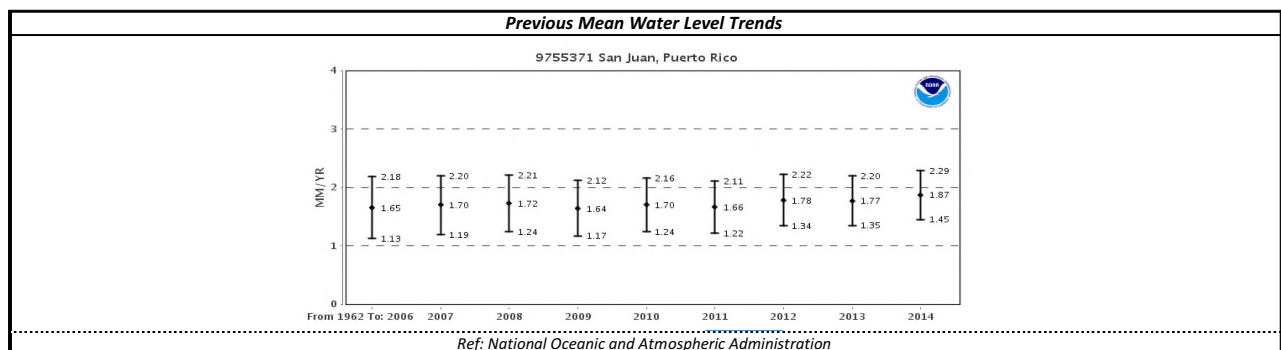 Previous Mean Water Level Trends
9755371 San Juan, Puerto Rico
NOAA
MM/YR
4
3
2
1
0
2.18 2.20 2.21 2.12 2.16 2.11 2.22 2.20 2.29
1.65 1.70 1.72 1.64 1.70 1.66 1.78 1.77 1.87
1.13 1.19 1.24 1.17 1.24 1.22 1.34 1.35 1.45
From 1962 To: 2006 2007 2008 2009 2010 2011 2012 2013 2014
Ref: National Oceanic and Atmospheric Administration